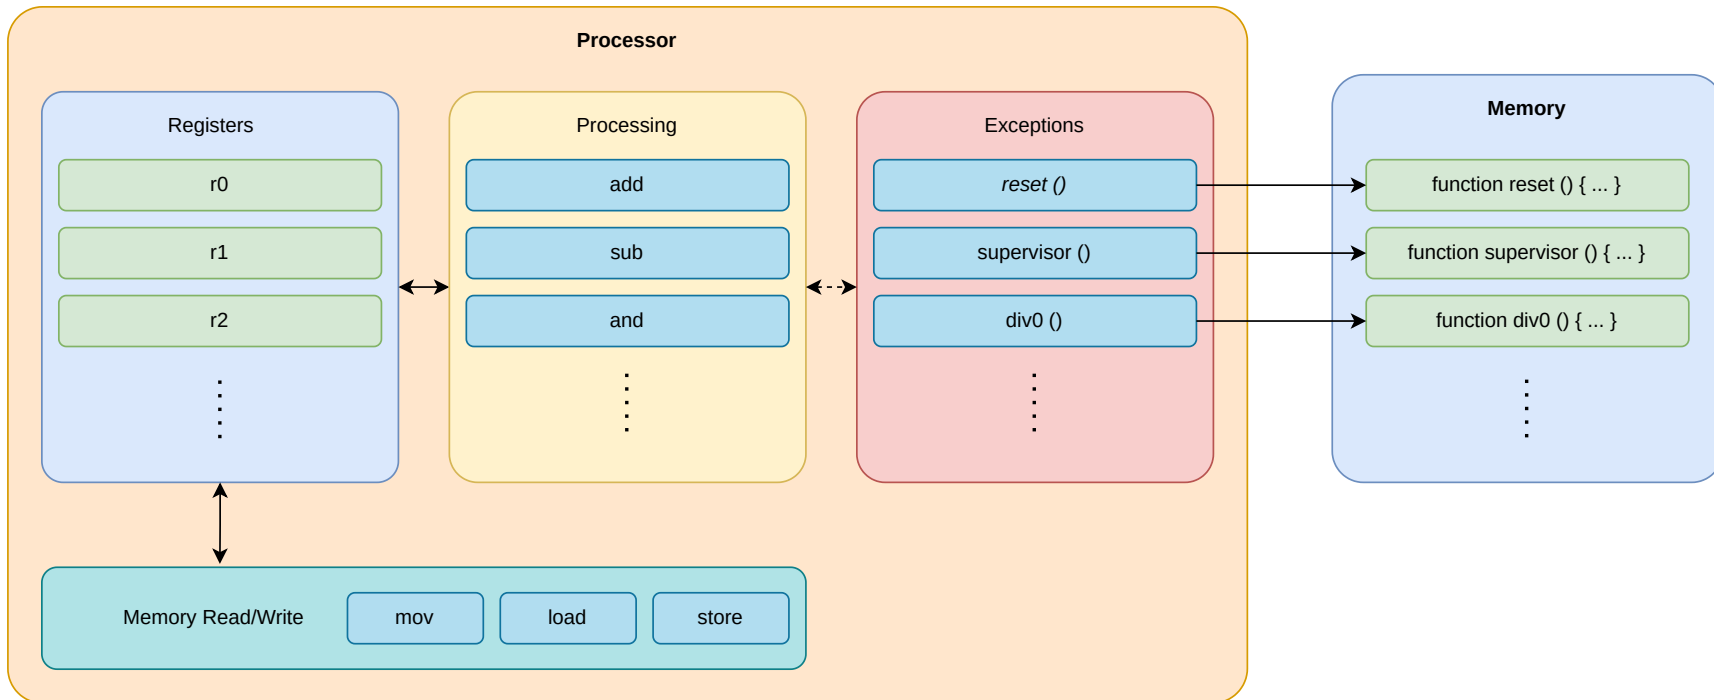 Processor
Registers
r0
r1
r2
Processing
add
sub
and
Exceptions
reset ()
supervisor ()
div0 ()
Memory
function reset () { ... }
function supervisor () { ... }
function div0 () { ... }
Memory Read/Write
mov
load
store